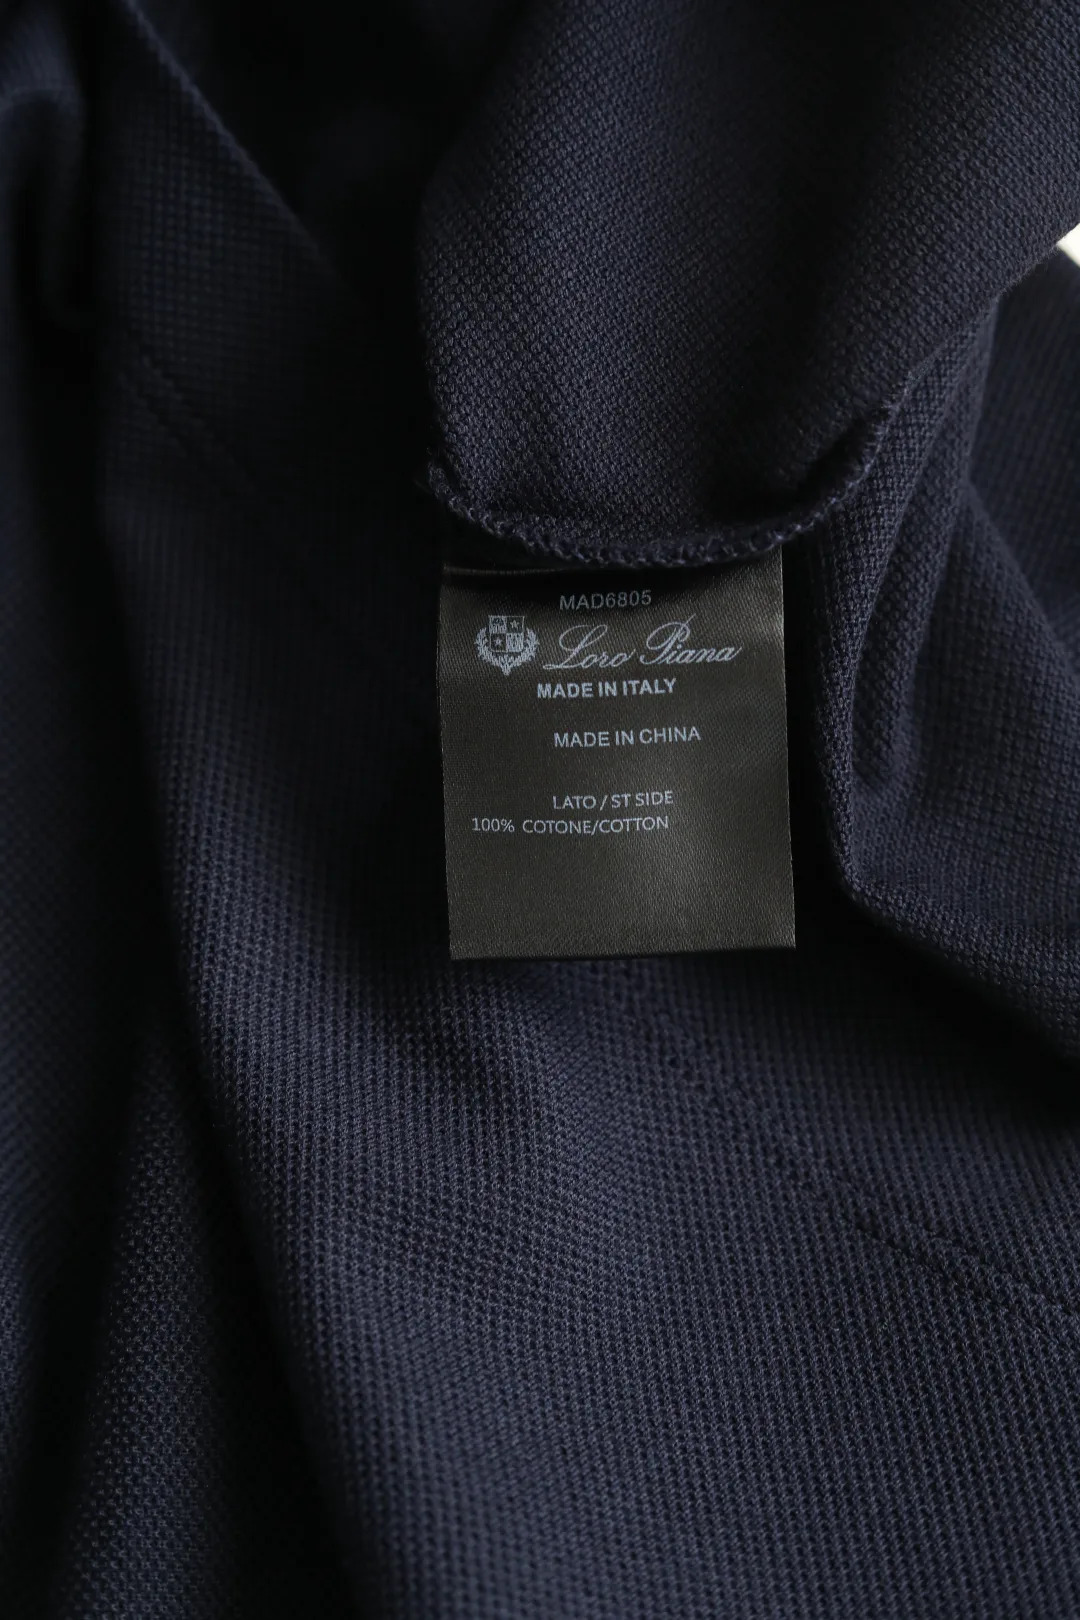 MAD6805
Loro Piana
MADE IN ITALY
MADE IN CHINA
LATO / ST SIDE
100% COTONE/COTTON